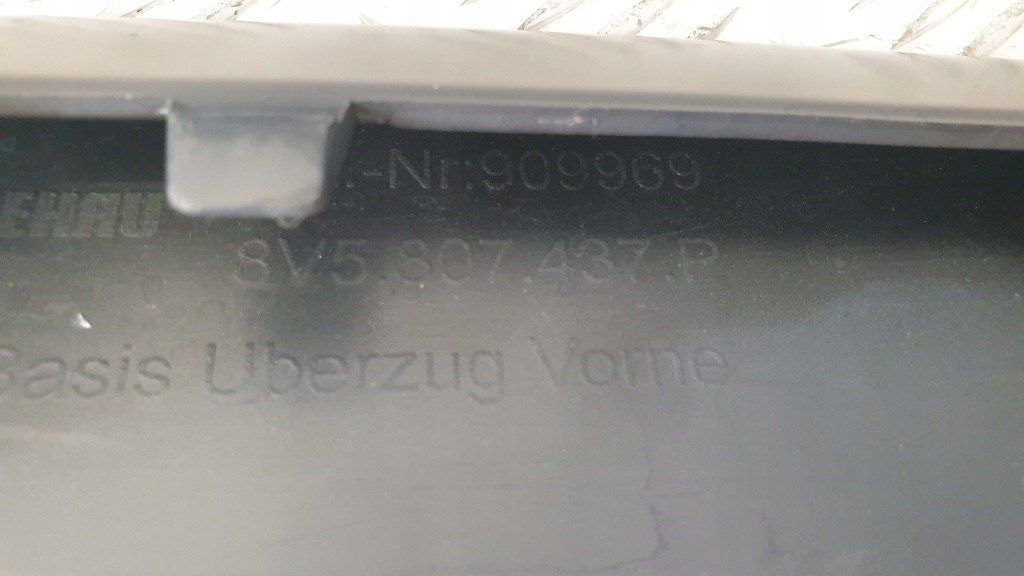 .-Nr:909969
EHAU
8V5.807.437.P
Basis Uberzug Vorne